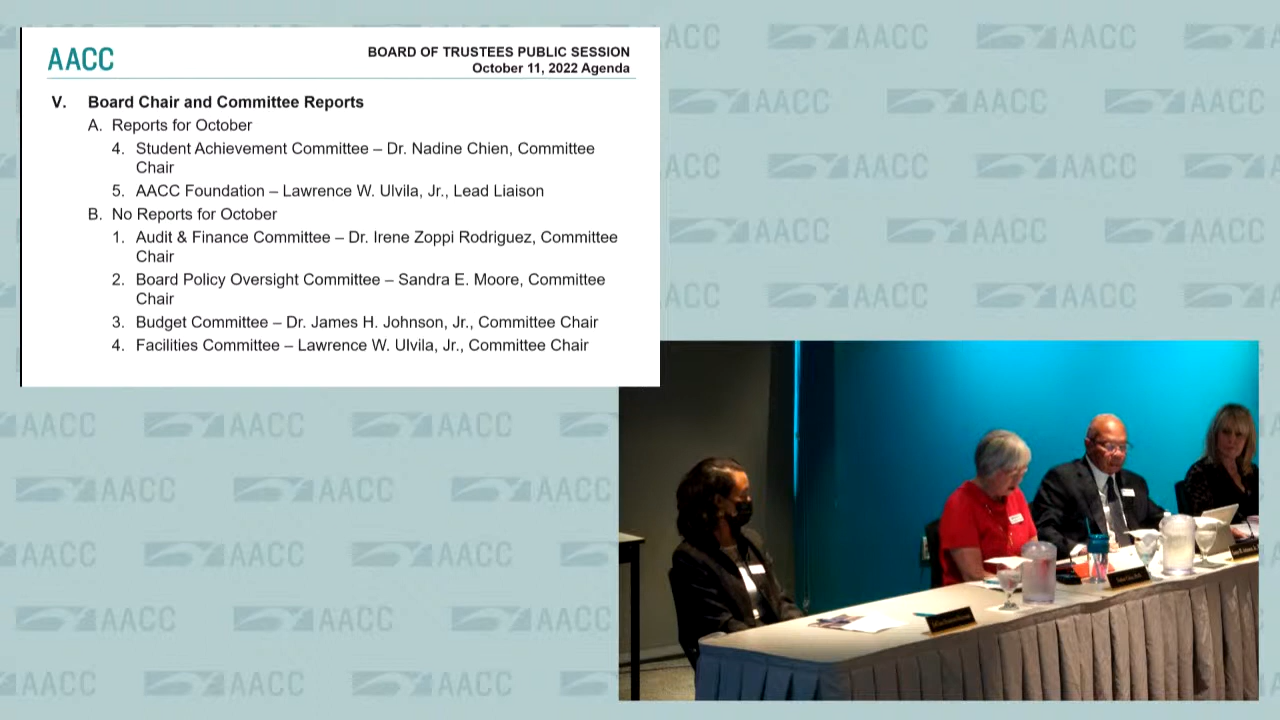 AACC
BOARD OF TRUSTEES PUBLIC SESSION
October 11, 2022 Agenda
V. Board Chair and Committee Reports
A. Reports for October
4. Student Achievement Committee – Dr. Nadine Chien, Committee
Chair
5. AACC Foundation – Lawrence W. Ulvila, Jr., Lead Liaison
B. No Reports for October
1. Audit & Finance Committee – Dr. Irene Zoppi Rodriguez, Committee
Chair
2. Board Policy Oversight Committee – Sandra E. Moore, Committee
Chair
3. Budget Committee – Dr. James H. Johnson, Jr., Committee Chair
4. Facilities Committee – Lawrence W. Ulvila, Jr., Committee Chair